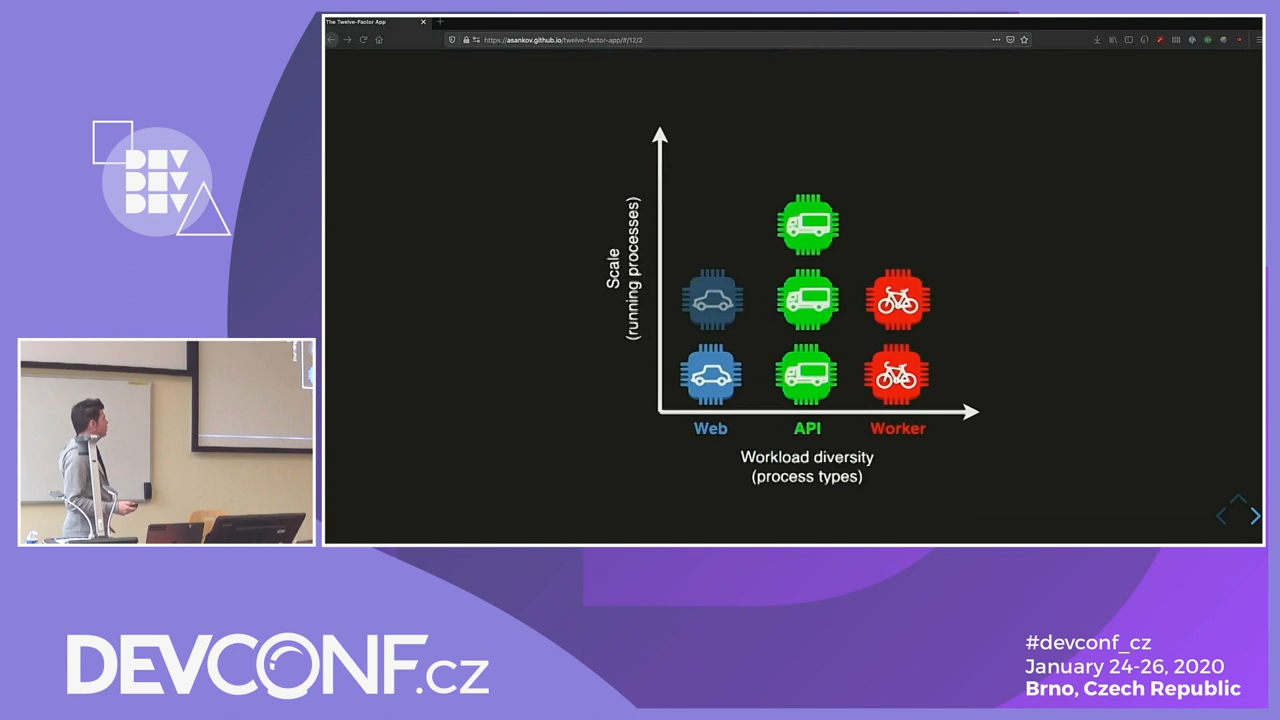 The Twelve-Factor App
https://asankov.github.io/twelve-factor-app/#/12/2
DEV
DEV
DEV
Scale
(running processes)
Web
API
Worker
Workload diversity
(process types)
DEVCONF.cz
#devconf_cz
January 24-26, 2020
Brno, Czech Republic